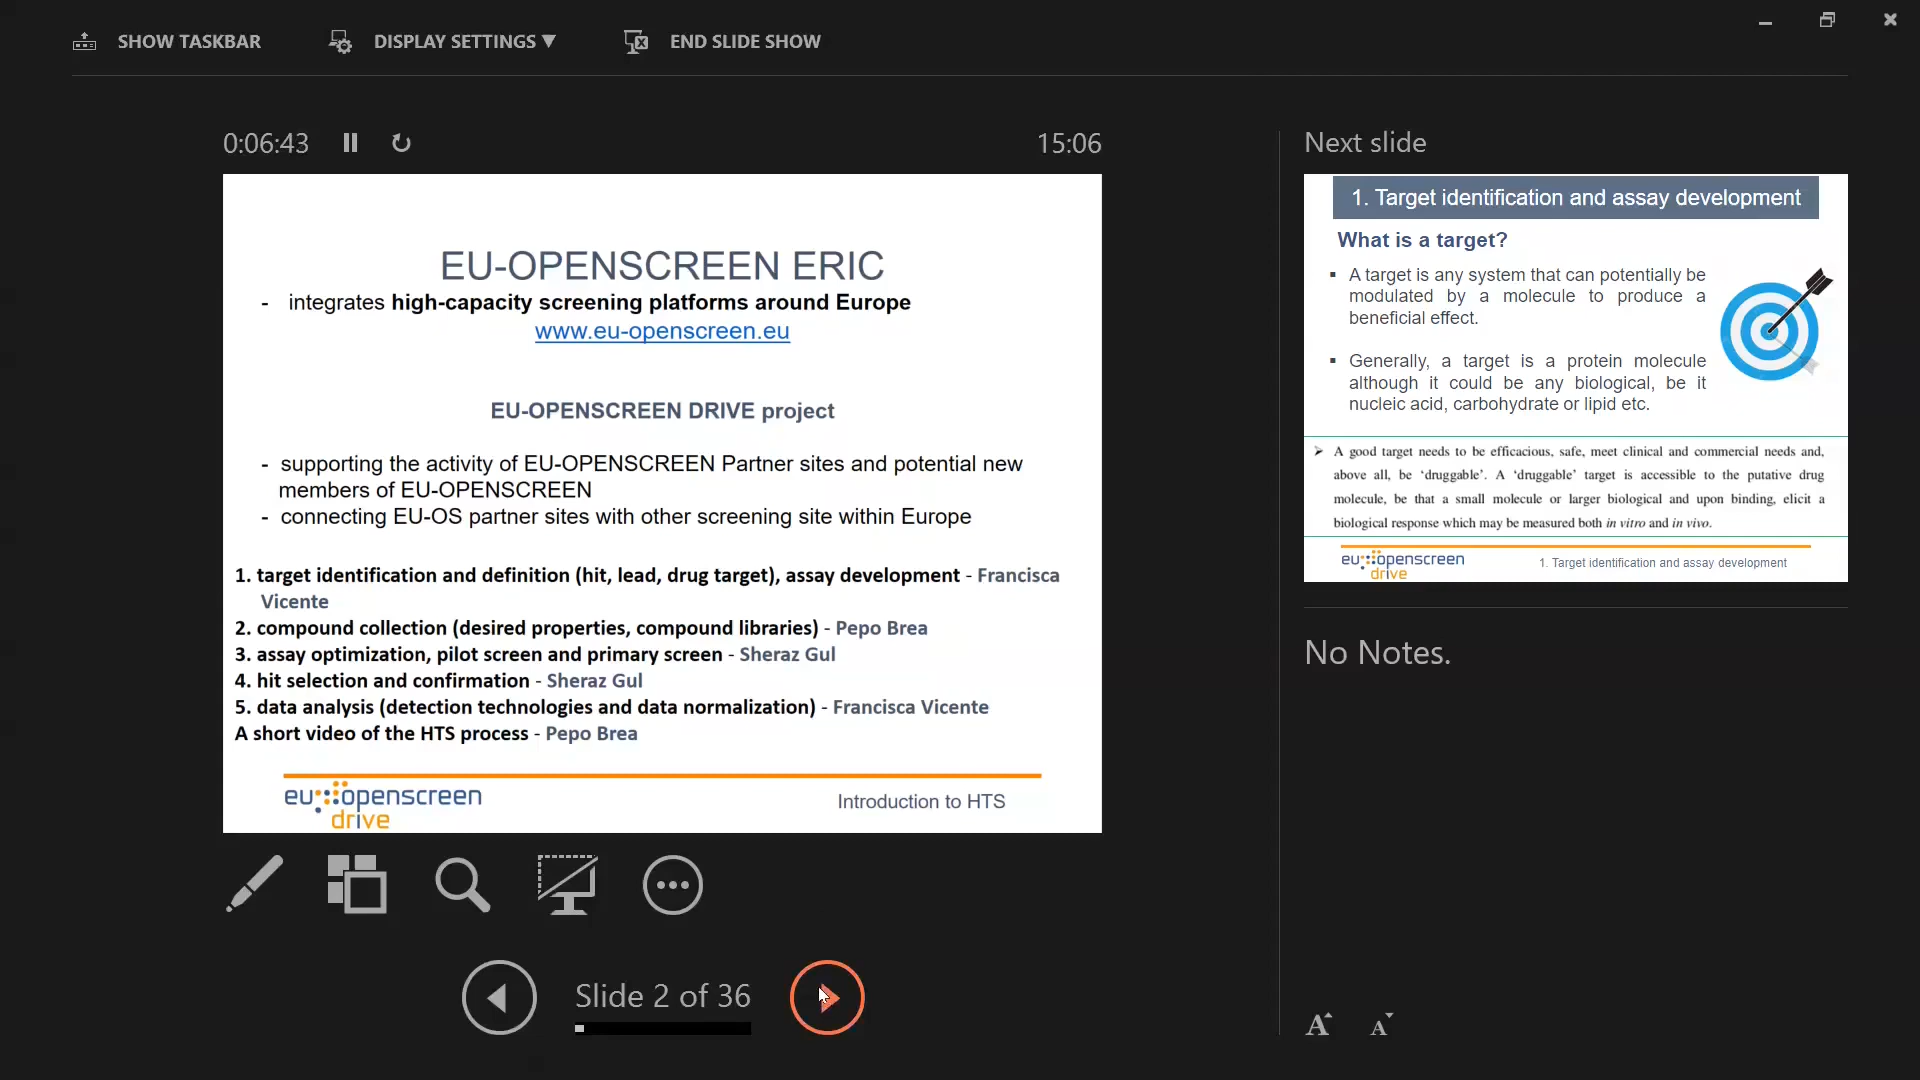 SHOW TASKBAR
DISPLAY SETTINGS ▼
END SLIDE SHOW
0:06:43
15:06
EU-OPENSCREEN ERIC
- integrates high-capacity screening platforms around Europe
www.eu-openscreen.eu
EU-OPENSCREEN DRIVE project
- supporting the activity of EU-OPENSCREEN Partner sites and potential new
members of EU-OPENSCREEN
- connecting EU-OS partner sites with other screening site within Europe
1. target identification and definition (hit, lead, drug target), assay development - Francisca
Vicente
2. compound collection (desired properties, compound libraries) - Pepo Brea
3. assay optimization, pilot screen and primary screen - Sheraz Gul
4. hit selection and confirmation - Sheraz Gul
5. data analysis (detection technologies and data normalization) - Francisca Vicente
A short video of the HTS process - Pepo Brea
eu openscreen
drive
Introduction to HTS
Slide 2 of 36
Next slide
1. Target identification and assay development
What is a target?
▪ A target is any system that can potentially be
modulated by a molecule to produce a
beneficial effect.
▪ Generally, a target is a protein molecule
although it could be any biological, be it
nucleic acid, carbohydrate or lipid etc.
➢ A good target needs to be efficacious, safe, meet clinical and commercial needs and,
above all, be ‘druggable’. A ‘druggable’ target is accessible to the putative drug
molecule, be that a small molecule or larger biological and upon binding, elicit a
biological response which may be measured both in vitro and in vivo.
eu openscreen
drive
1. Target identification and assay development
No Notes.
A A